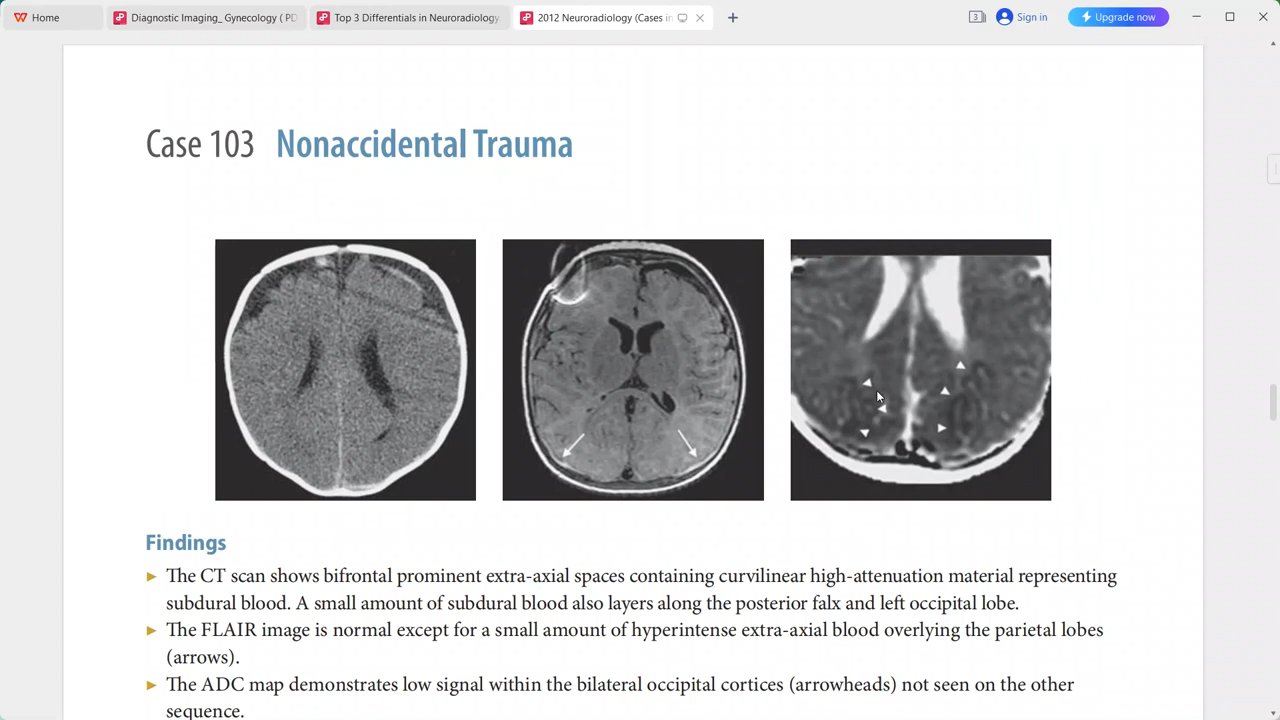 Home
Diagnostic Imaging_ Gynecology ( PD
Top 3 Differentials in Neuroradiology
2012 Neuroradiology (Cases in
3
Sign in
Upgrade now
Case 103 Nonaccidental Trauma
Findings
► The CT scan shows bifrontal prominent extra-axial spaces containing curvilinear high-attenuation material representing
subdural blood. A small amount of subdural blood also layers along the posterior falx and left occipital lobe.
► The FLAIR image is normal except for a small amount of hyperintense extra-axial blood overlying the parietal lobes
(arrows).
► The ADC map demonstrates low signal within the bilateral occipital cortices (arrowheads) not seen on the other
sequence.